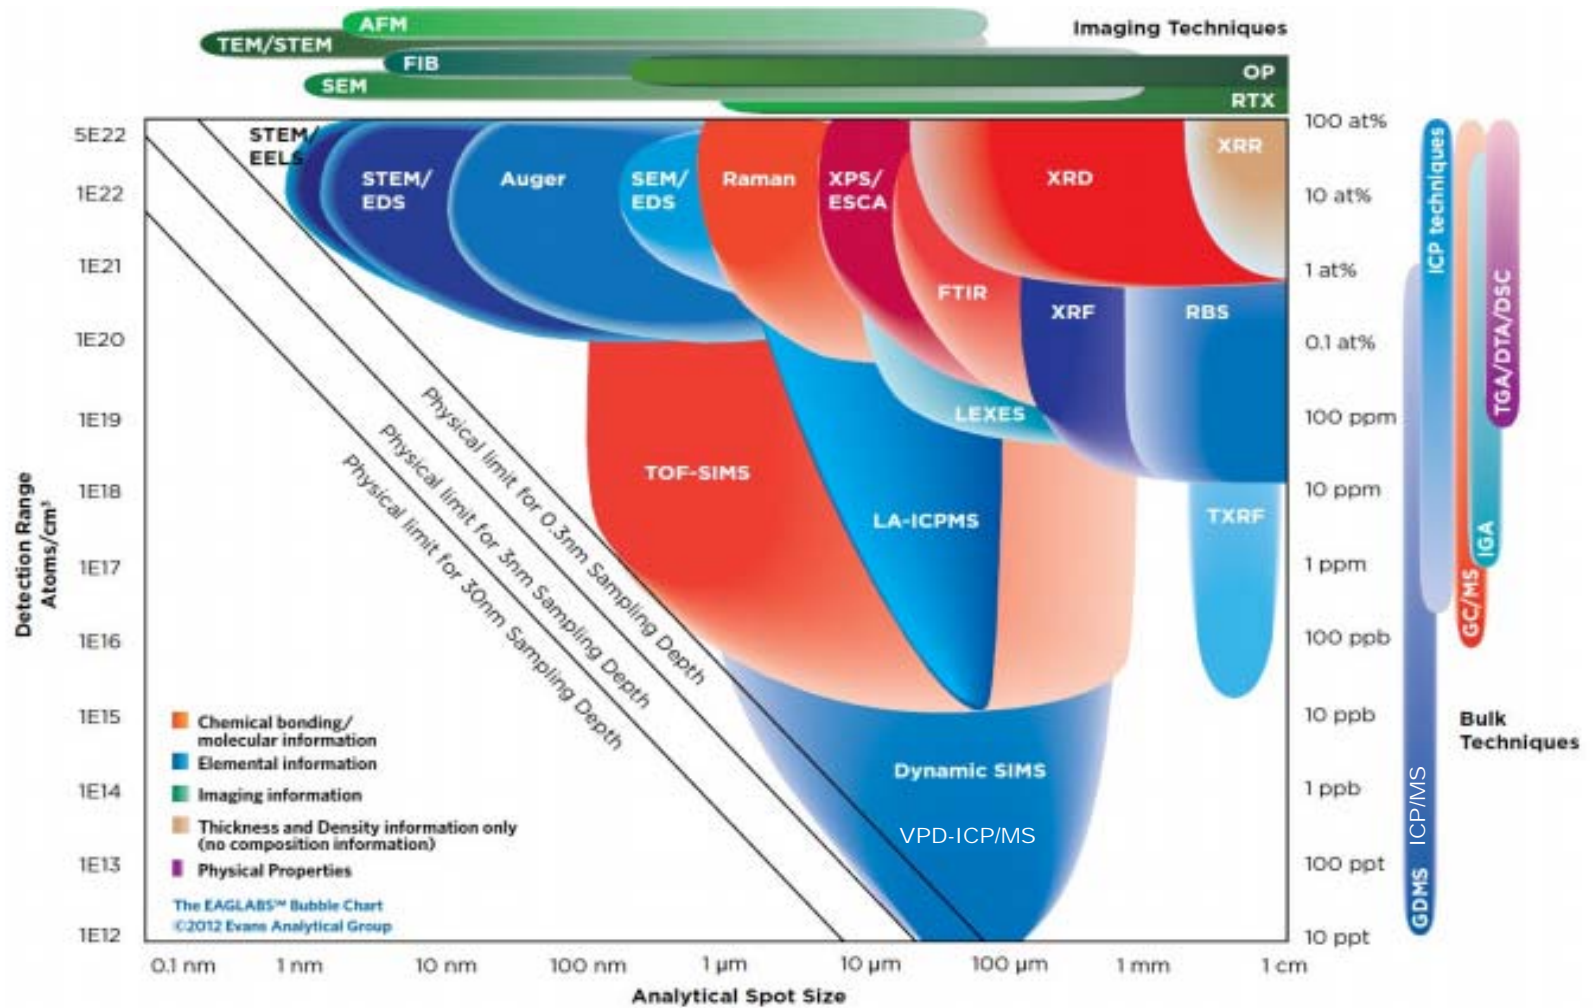 AFM
Imaging Techniques
TEM/STEM
FIB
OP
SEM
RTX
5E22
1E22
1E21
1E20
1E19
1E18
1E17
1E16
1E15
1E14
1E13
1E12
Detection Range
Atoms/cm³
STEM/
EELS
STEM/
EDS
Auger
SEM/
EDS
Raman
XPS/
ESCA
XRD
XRR
FTIR
XRF
RBS
LEXES
TOF-SIMS
LA-ICPMS
TXRF
Dynamic SIMS
VPD-ICP/MS
Physical limit for 0.3nm Sampling Depth
Physical limit for 3nm Sampling Depth
Physical limit for 30nm Sampling Depth
Chemical bonding/
molecular information
Elemental information
Imaging information
Thickness and Density information only
(no composition information)
Physical Properties
The EAGLABS™ Bubble Chart
©2012 Evans Analytical Group
100 at%
10 at%
1 at%
0.1 at%
100 ppm
10 ppm
1 ppm
100 ppb
10 ppb
1 ppb
100 ppt
10 ppt
ICP techniques
TGA/DTA/DSC
IGA
GC/MS
ICP/MS
GDMS
Bulk
Techniques
0.1 nm
1 nm
10 nm
100 nm
1 µm
10 µm
100 µm
1 mm
1 cm
Analytical Spot Size